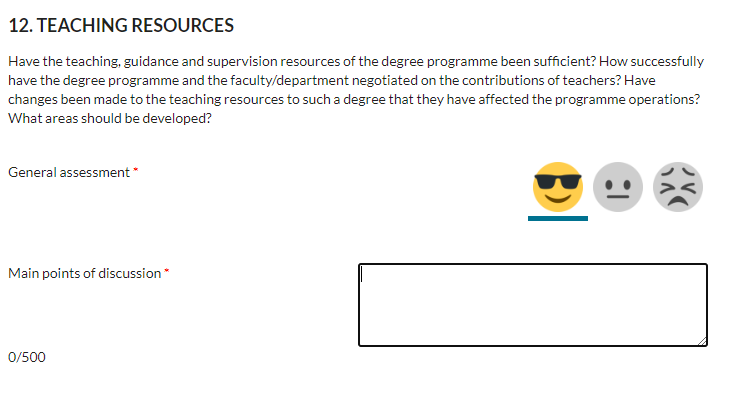 12. TEACHING RESOURCES
Have the teaching, guidance and supervision resources of the degree programme been sufficient? How successfully
have the degree programme and the faculty/department negotiated on the contributions of teachers? Have
changes been made to the teaching resources to such a degree that they have affected the programme operations?
What areas should be developed?
General assessment *
Main points of discussion *
0/500